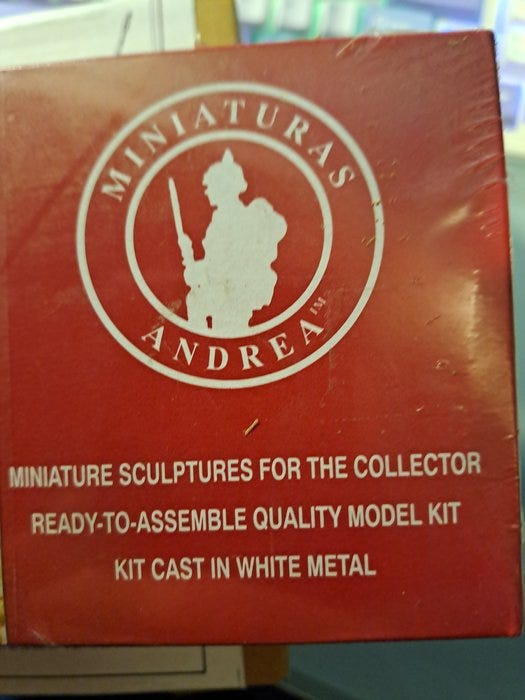 MINIATURAS
ANDREA™
MINIATURE SCULPTURES FOR THE COLLECTOR
READY-TO-ASSEMBLE QUALITY MODEL KIT
KIT CAST IN WHITE METAL